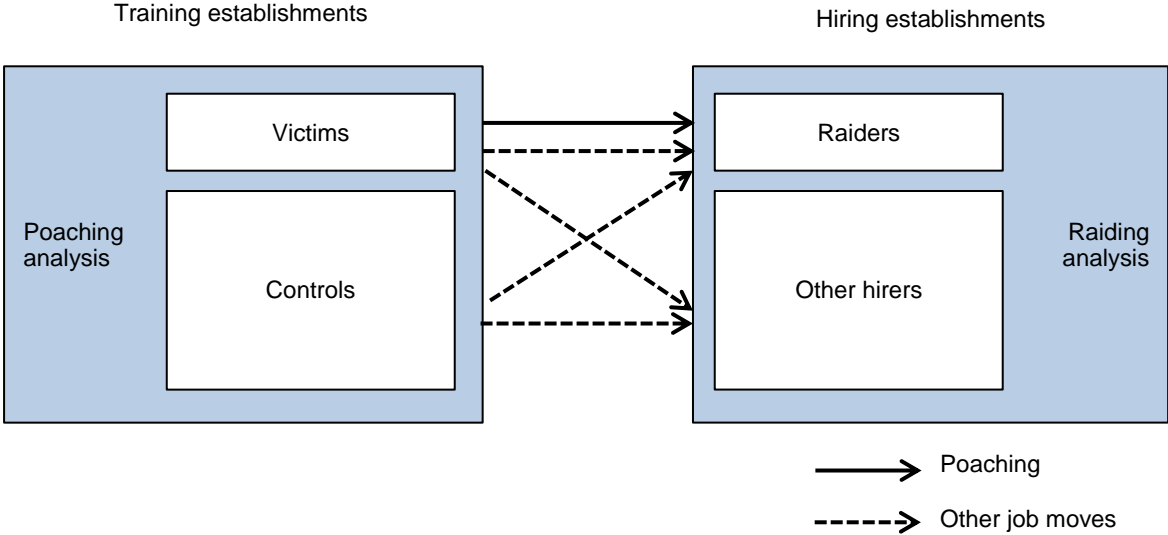 Training establishments
Hiring establishments
Victims
Raiders
Poaching
analysis
Raiding
analysis
Controls
Other hirers
Poaching
Other job moves